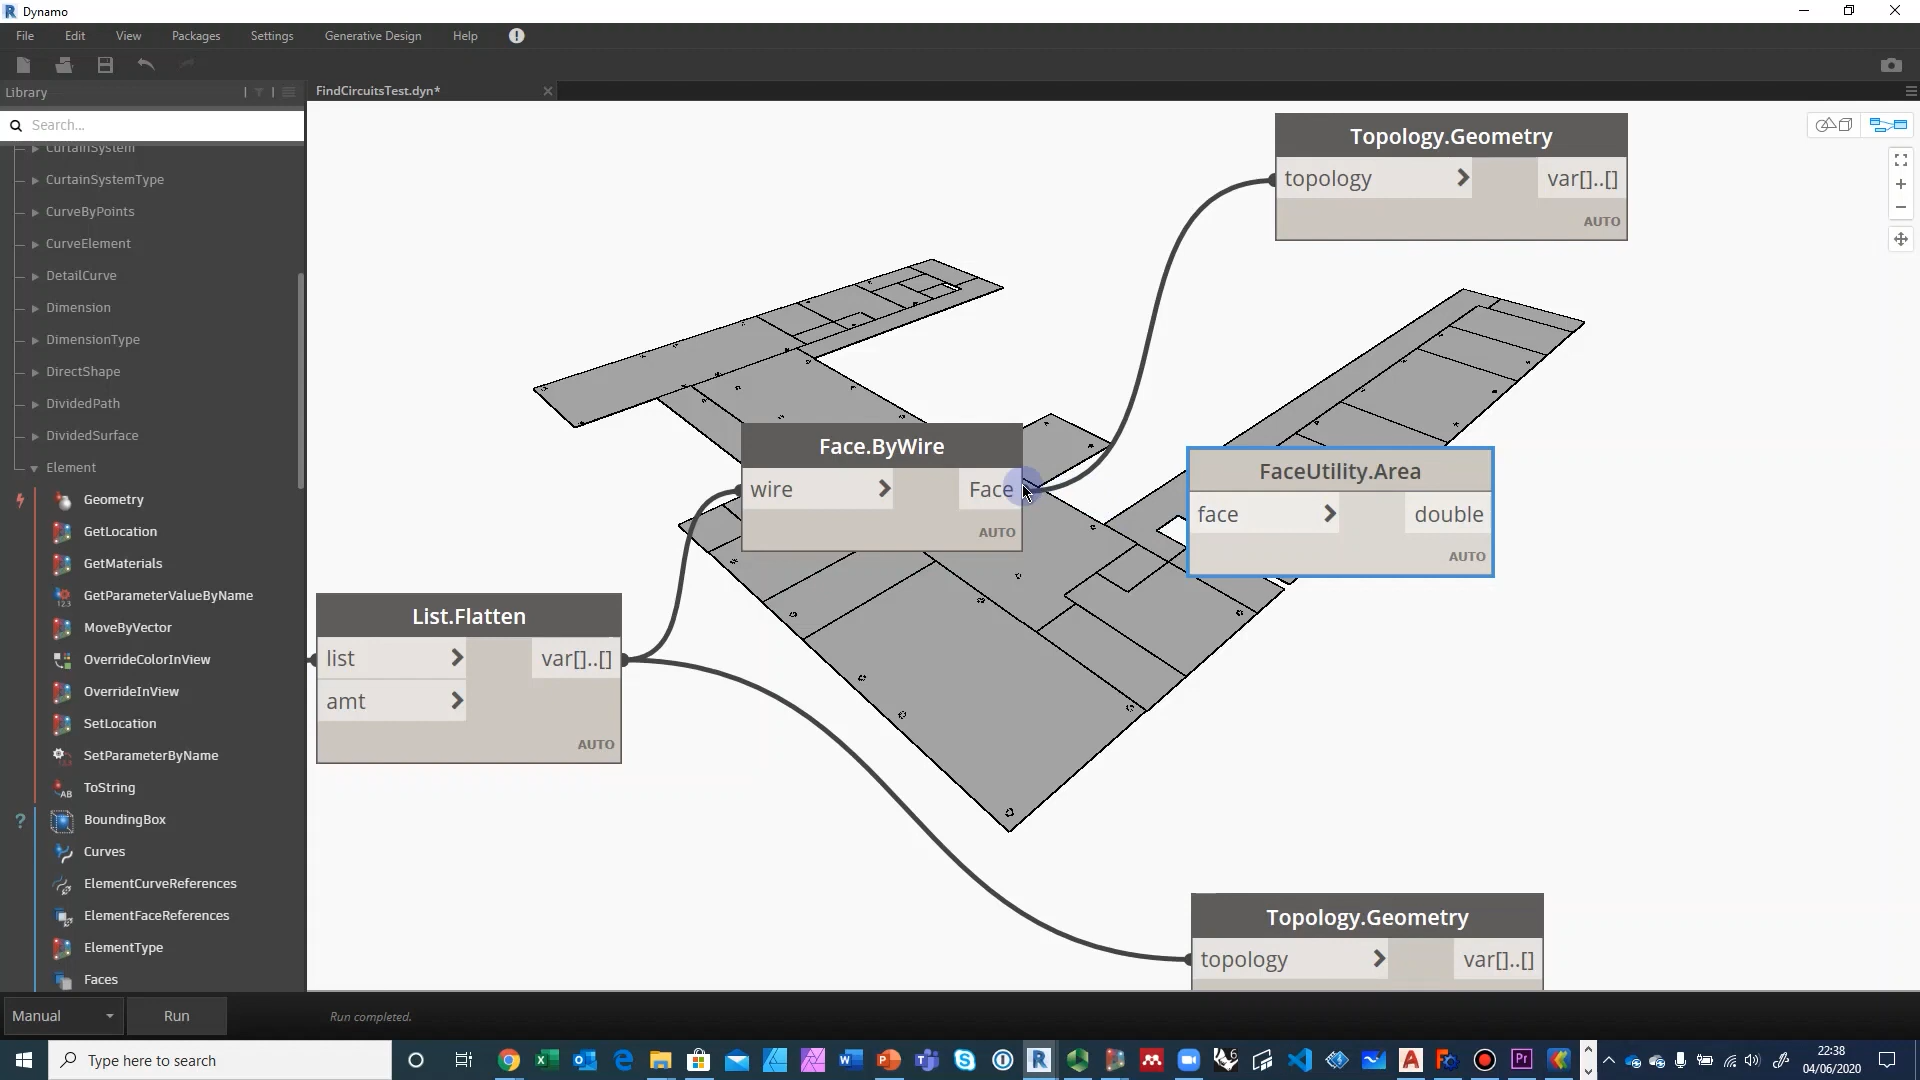 Dynamo
File Edit View Packages Settings Generative Design Help
Library
FindCircuitsTest.dyn*
Search...
CurtainSystem
CurtainSystemType
CurveByPoints
CurveElement
DetailCurve
Dimension
DimensionType
DirectShape
DividedPath
DividedSurface
Element
Geometry
GetLocation
GetMaterials
GetParameterValueByName
MoveByVector
OverrideColorInView
OverrideInView
SetLocation
SetParameterByName
ToString
BoundingBox
Curves
ElementCurveReferences
ElementFaceReferences
ElementType
Faces
Topology.Geometry
topology > var[]..[]
AUTO
Face.ByWire
wire > Face
AUTO
FaceUtility.Area
face > double
AUTO
List.Flatten
list > var[]..[]
amt >
AUTO
Topology.Geometry
topology > var[]..[]
Manual Run Run completed.
Type here to search
22:38
04/06/2020